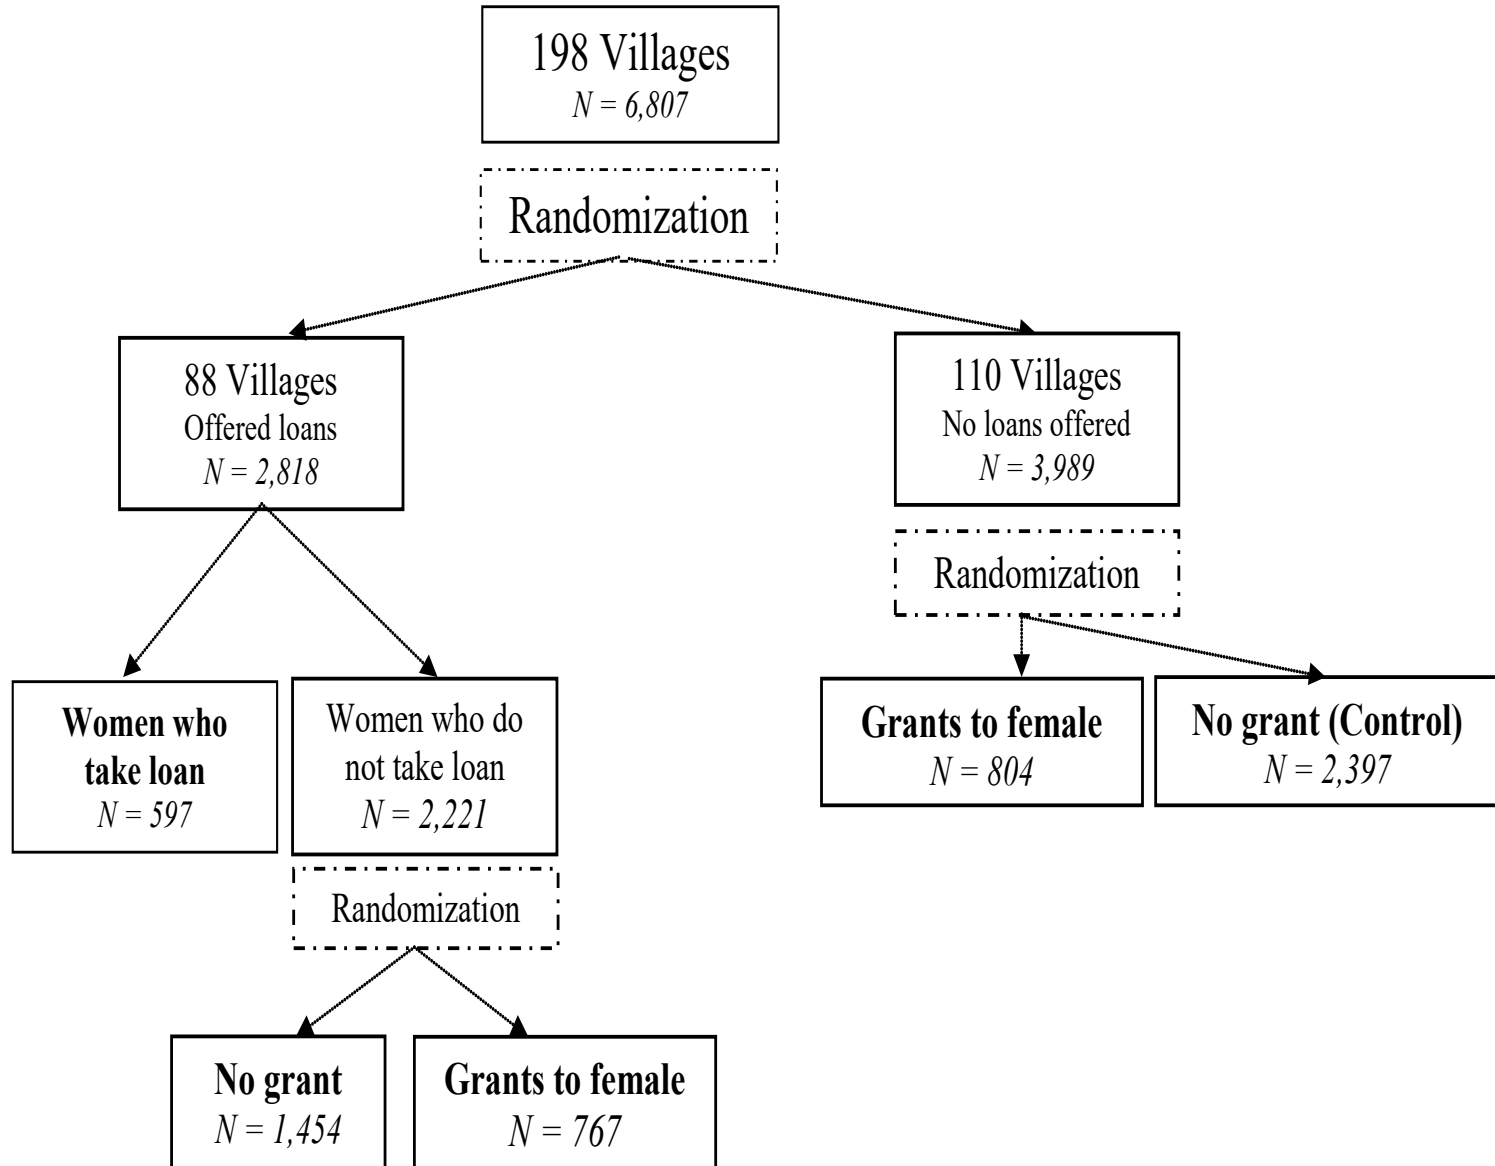 198 Villages
N = 6,807
Randomization
88 Villages
Offered loans
N = 2,818
110 Villages
No loans offered
N = 3,989
Randomization
Women who
take loan
N = 597
Women who do
not take loan
N = 2,221
Grants to female
N = 804
No grant (Control)
N = 2,397
Randomization
No grant
N = 1,454
Grants to female
N = 767